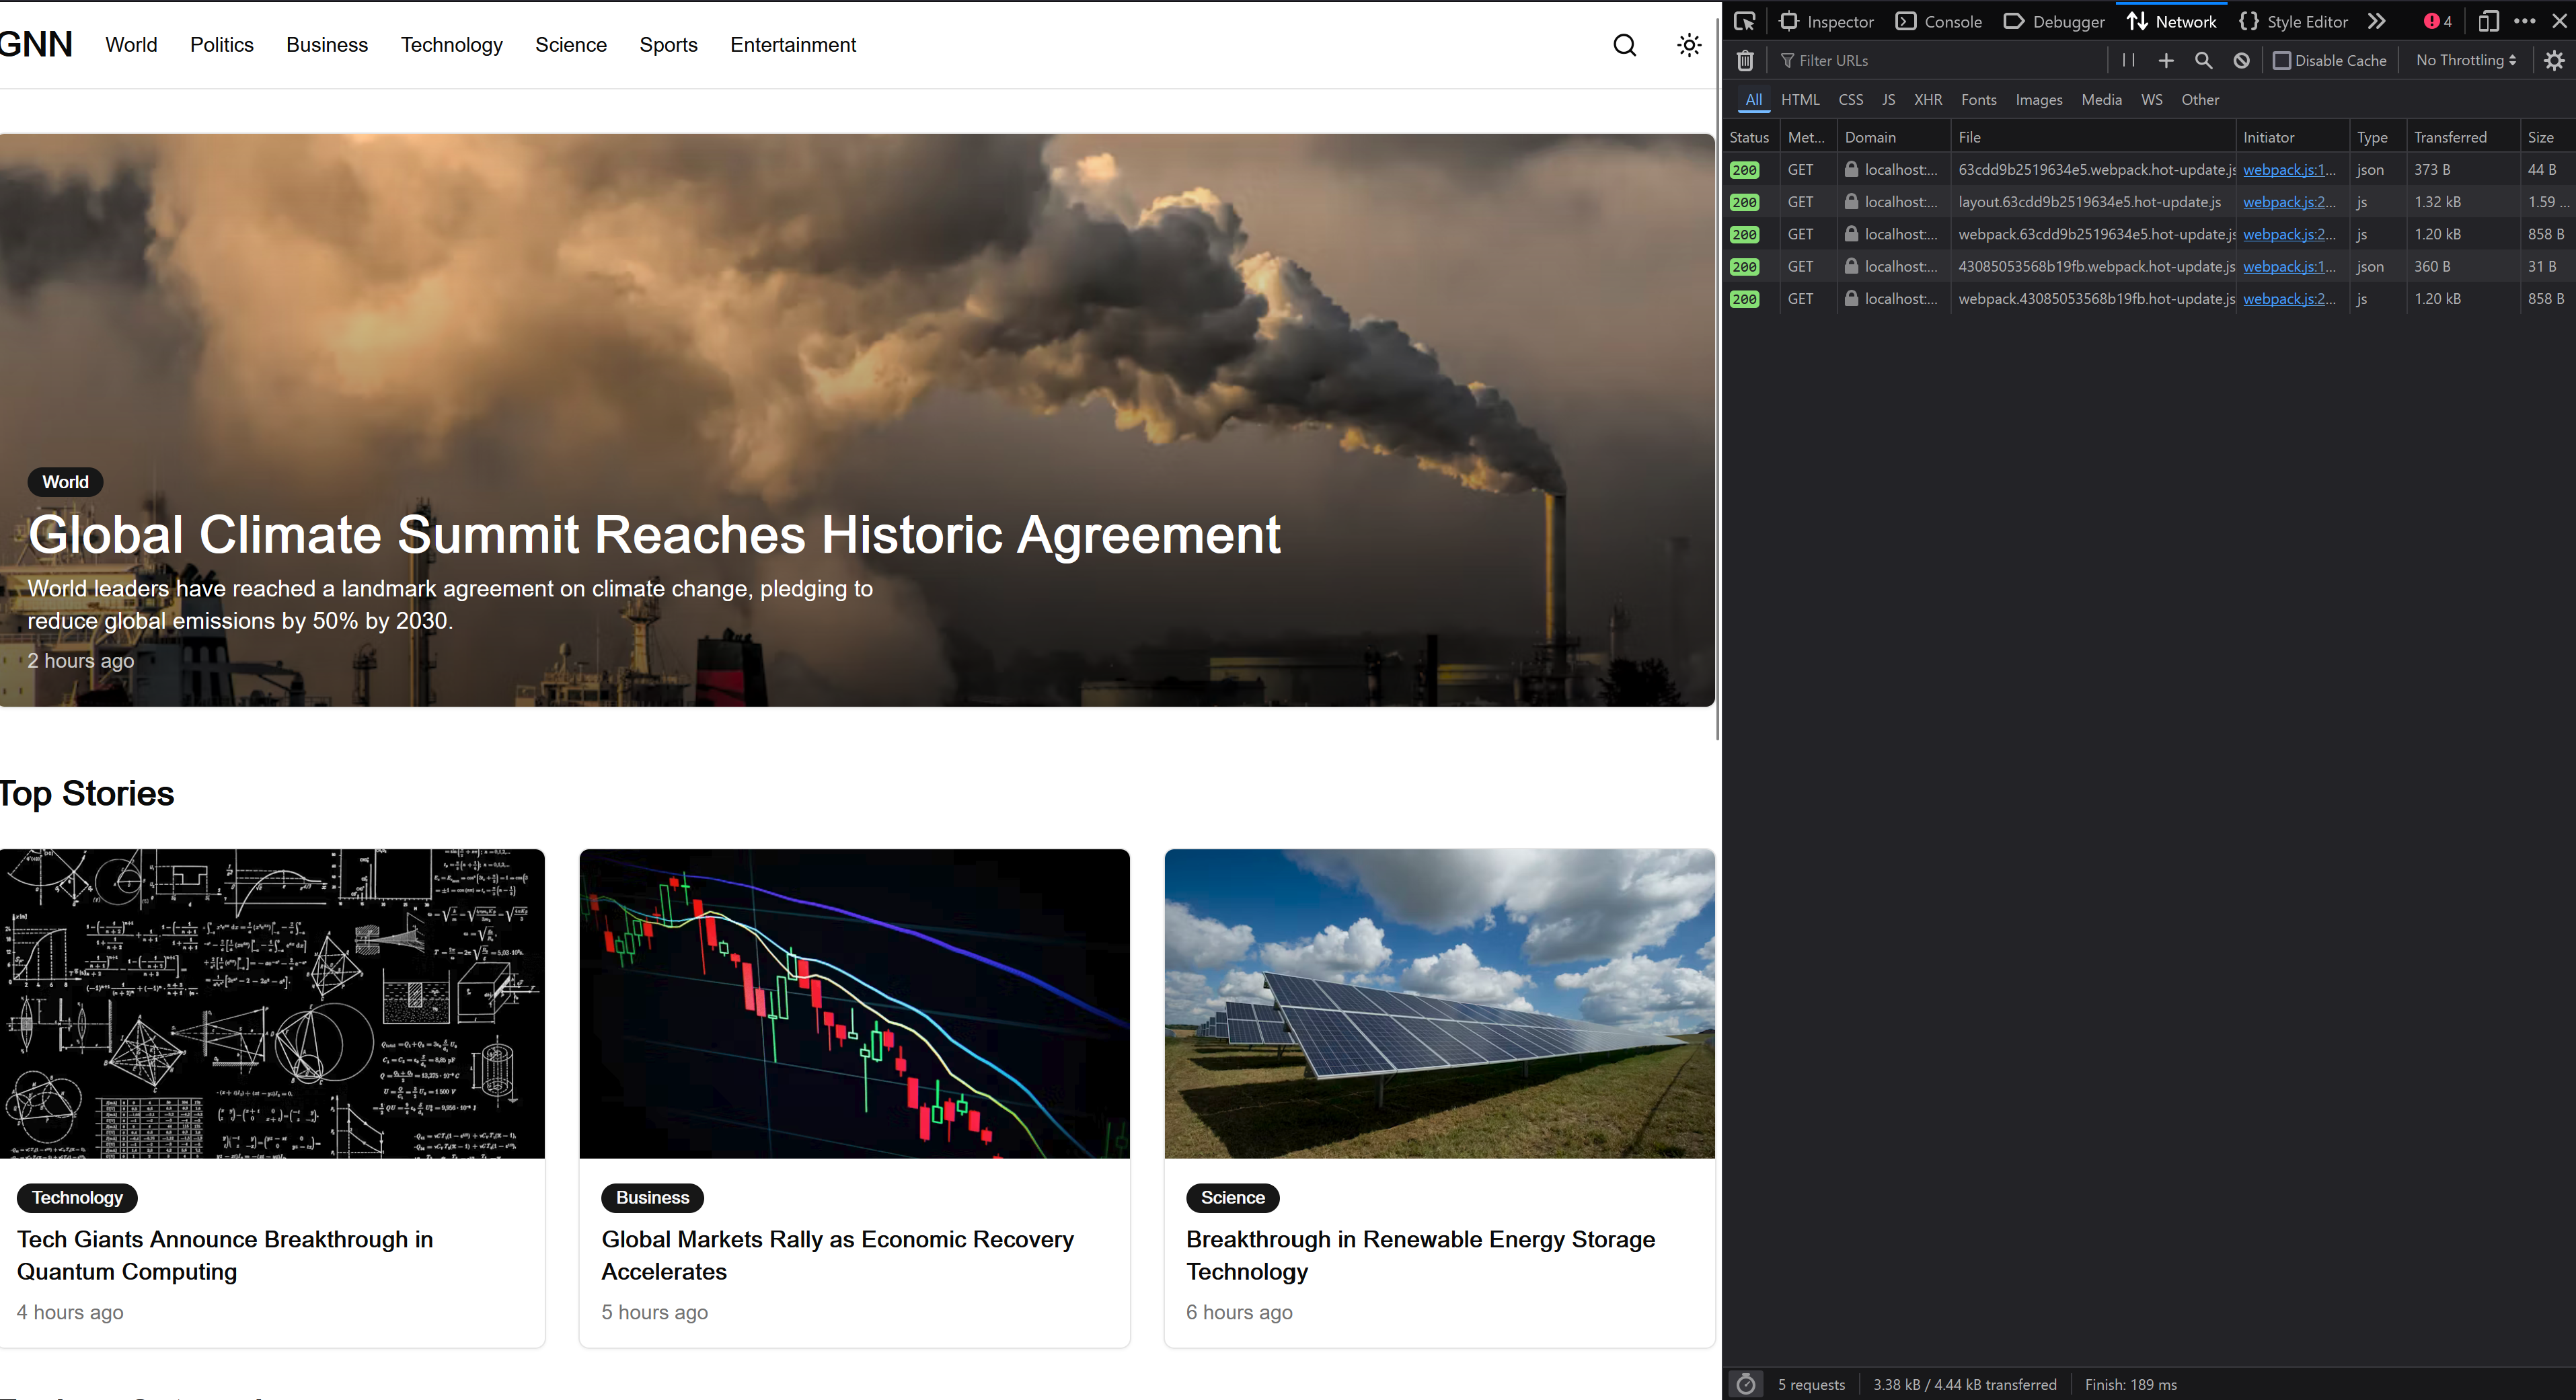 GNN World Politics Business Technology Science Sports Entertainment
World
Global Climate Summit Reaches Historic Agreement
World leaders have reached a landmark agreement on climate change, pledging to
reduce global emissions by 50% by 2030.
2 hours ago
Top Stories
Technology
Tech Giants Announce Breakthrough in
Quantum Computing
4 hours ago
Business
Global Markets Rally as Economic Recovery
Accelerates
5 hours ago
Science
Breakthrough in Renewable Energy Storage
Technology
6 hours ago
Inspector Console Debugger Network Style Editor 4
Filter URLs Disable Cache No Throttling
All HTML CSS JS XHR Fonts Images Media WS Other
Status Met... Domain File Initiator Type Transferred Size
200 GET localhost:... 63cdd9b2519634e5.webpack.hot-update.js webpack.js:1... json 373 B 44 B
200 GET localhost:... layout.63cdd9b2519634e5.hot-update.js webpack.js:2... js 1.32 kB 1.59 ...
200 GET localhost:... webpack.63cdd9b2519634e5.hot-update.js webpack.js:2... js 1.20 kB 858 B
200 GET localhost:... 43085053568b19fb.webpack.hot-update.js webpack.js:1... json 360 B 31 B
200 GET localhost:... webpack.43085053568b19fb.hot-update.js webpack.js:2... js 1.20 kB 858 B
5 requests 3.38 kB / 4.44 kB transferred Finish: 189 ms